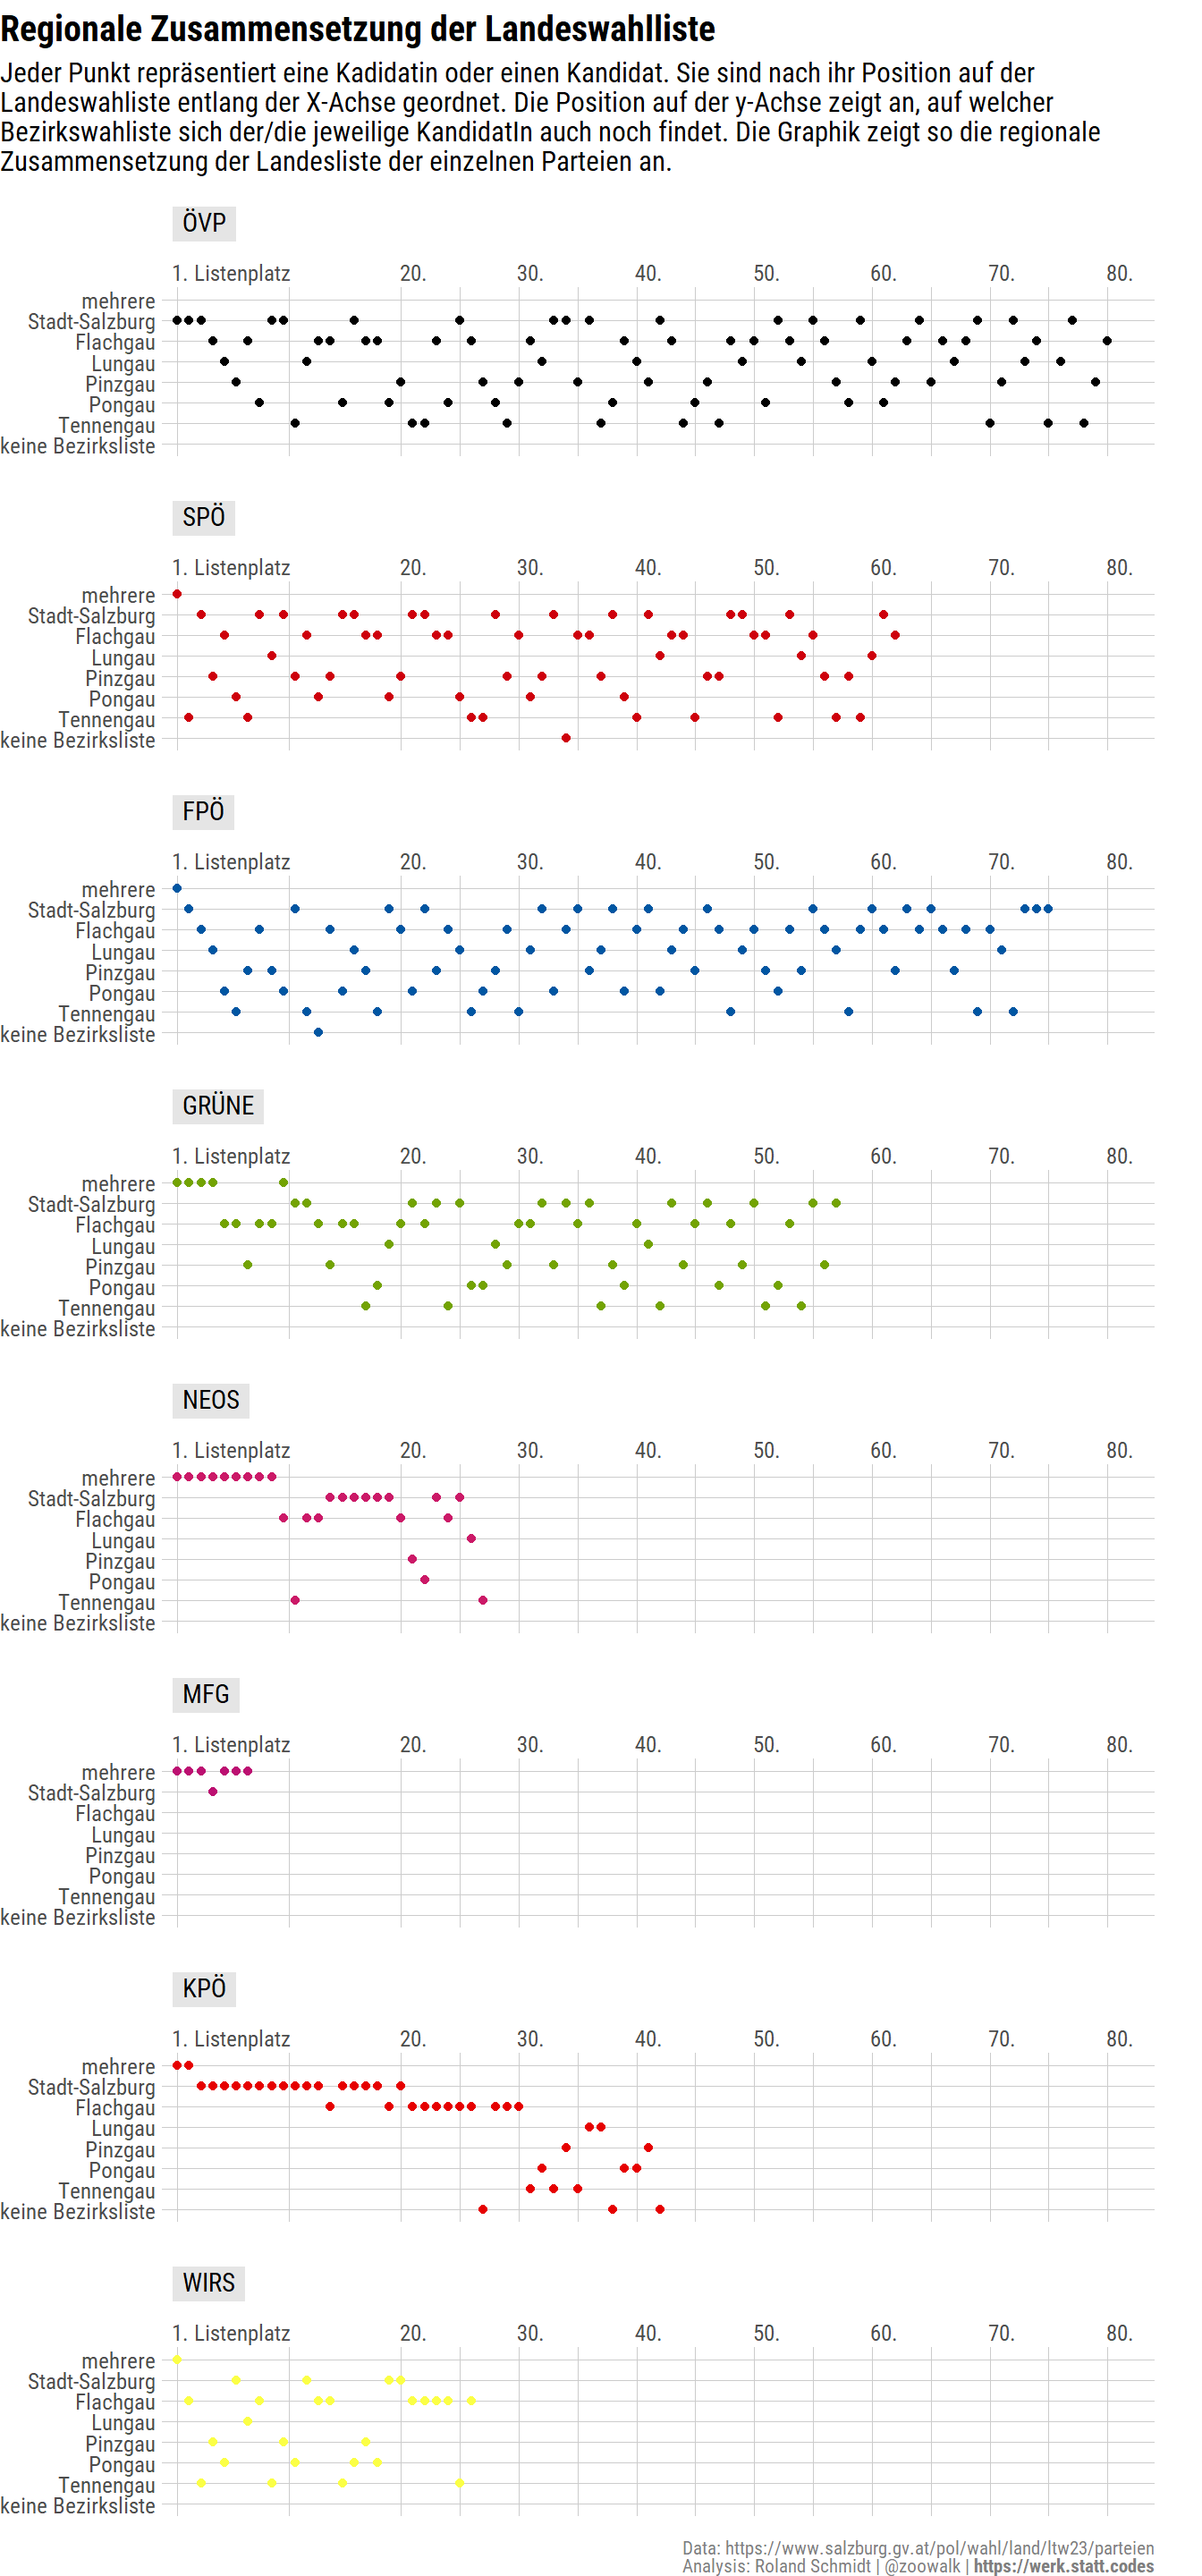 Regionale Zusammensetzung der Landeswahlliste
Jeder Punkt repräsentiert eine Kadidatin oder einen Kandidat. Sie sind nach ihr Position auf der
Landeswahlliste entlang der X-Achse geordnet. Die Position auf der y-Achse zeigt an, auf welcher
Bezirkswahliste sich der/die jeweilige KandidatIn auch noch findet. Die Graphik zeigt so die regionale
Zusammensetzung der Landesliste der einzelnen Parteien an.
ÖVP
1. Listenplatz 20. 30. 40. 50. 60. 70. 80.
mehrere
Stadt-Salzburg
Flachgau
Lungau
Pinzgau
Pongau
Tennengau
keine Bezirksliste
SPÖ
1. Listenplatz 20. 30. 40. 50. 60. 70. 80.
mehrere
Stadt-Salzburg
Flachgau
Lungau
Pinzgau
Pongau
Tennengau
keine Bezirksliste
FPÖ
1. Listenplatz 20. 30. 40. 50. 60. 70. 80.
mehrere
Stadt-Salzburg
Flachgau
Lungau
Pinzgau
Pongau
Tennengau
keine Bezirksliste
GRÜNE
1. Listenplatz 20. 30. 40. 50. 60. 70. 80.
mehrere
Stadt-Salzburg
Flachgau
Lungau
Pinzgau
Pongau
Tennengau
keine Bezirksliste
NEOS
1. Listenplatz 20. 30. 40. 50. 60. 70. 80.
mehrere
Stadt-Salzburg
Flachgau
Lungau
Pinzgau
Pongau
Tennengau
keine Bezirksliste
MFG
1. Listenplatz 20. 30. 40. 50. 60. 70. 80.
mehrere
Stadt-Salzburg
Flachgau
Lungau
Pinzgau
Pongau
Tennengau
keine Bezirksliste
KPÖ
1. Listenplatz 20. 30. 40. 50. 60. 70. 80.
mehrere
Stadt-Salzburg
Flachgau
Lungau
Pinzgau
Pongau
Tennengau
keine Bezirksliste
WIRS
1. Listenplatz 20. 30. 40. 50. 60. 70. 80.
mehrere
Stadt-Salzburg
Flachgau
Lungau
Pinzgau
Pongau
Tennengau
keine Bezirksliste
Data: https://www.salzburg.gv.at/pol/wahl/land/ltw23/parteien
Analysis: Roland Schmidt | @zoowalk | https://werk.statt.codes